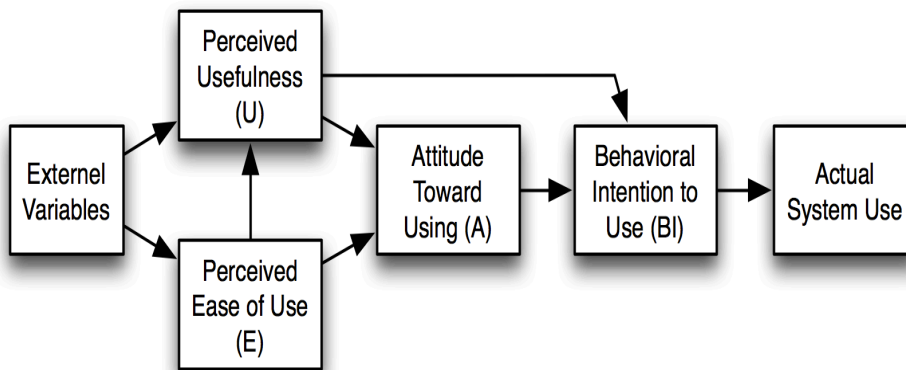 Perceived
Usefulness
(U)
Externel
Variables
Perceived
Ease of Use
(E)
Attitude
Toward
Using (A)
Behavioral
Intention to
Use (BI)
Actual
System Use